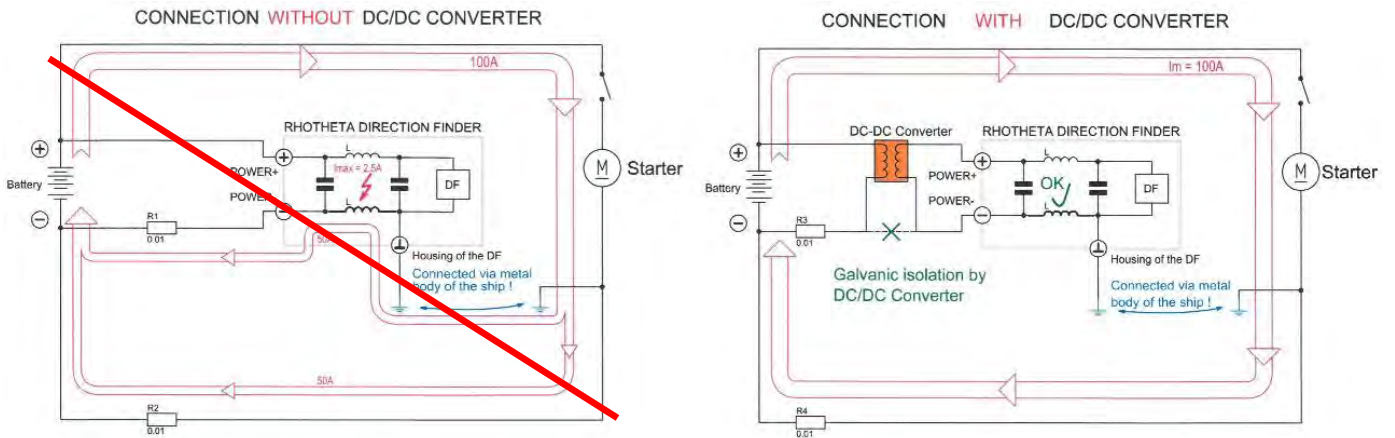 CONNECTION WITHOUT DC/DC CONVERTER
100A
RHOTHETA DIRECTION FINDER
+
L
POWER+
Imax = 2,5A
DF
M
Starter
Battery
POWER-
L
R1
0.01
50A
Housing of the DF
Connected via metal
body of the ship !
50A
R2
0.01
CONNECTION WITH DC/DC CONVERTER
Im = 100A
DC-DC Converter
RHOTHETA DIRECTION FINDER
+
L
POWER+
OK
DF
M
Starter
Battery
POWER-
L
R3
0.01
Housing of the DF
Galvanic isolation by
DC/DC Converter
Connected via metal
body of the ship !
R4
0.01